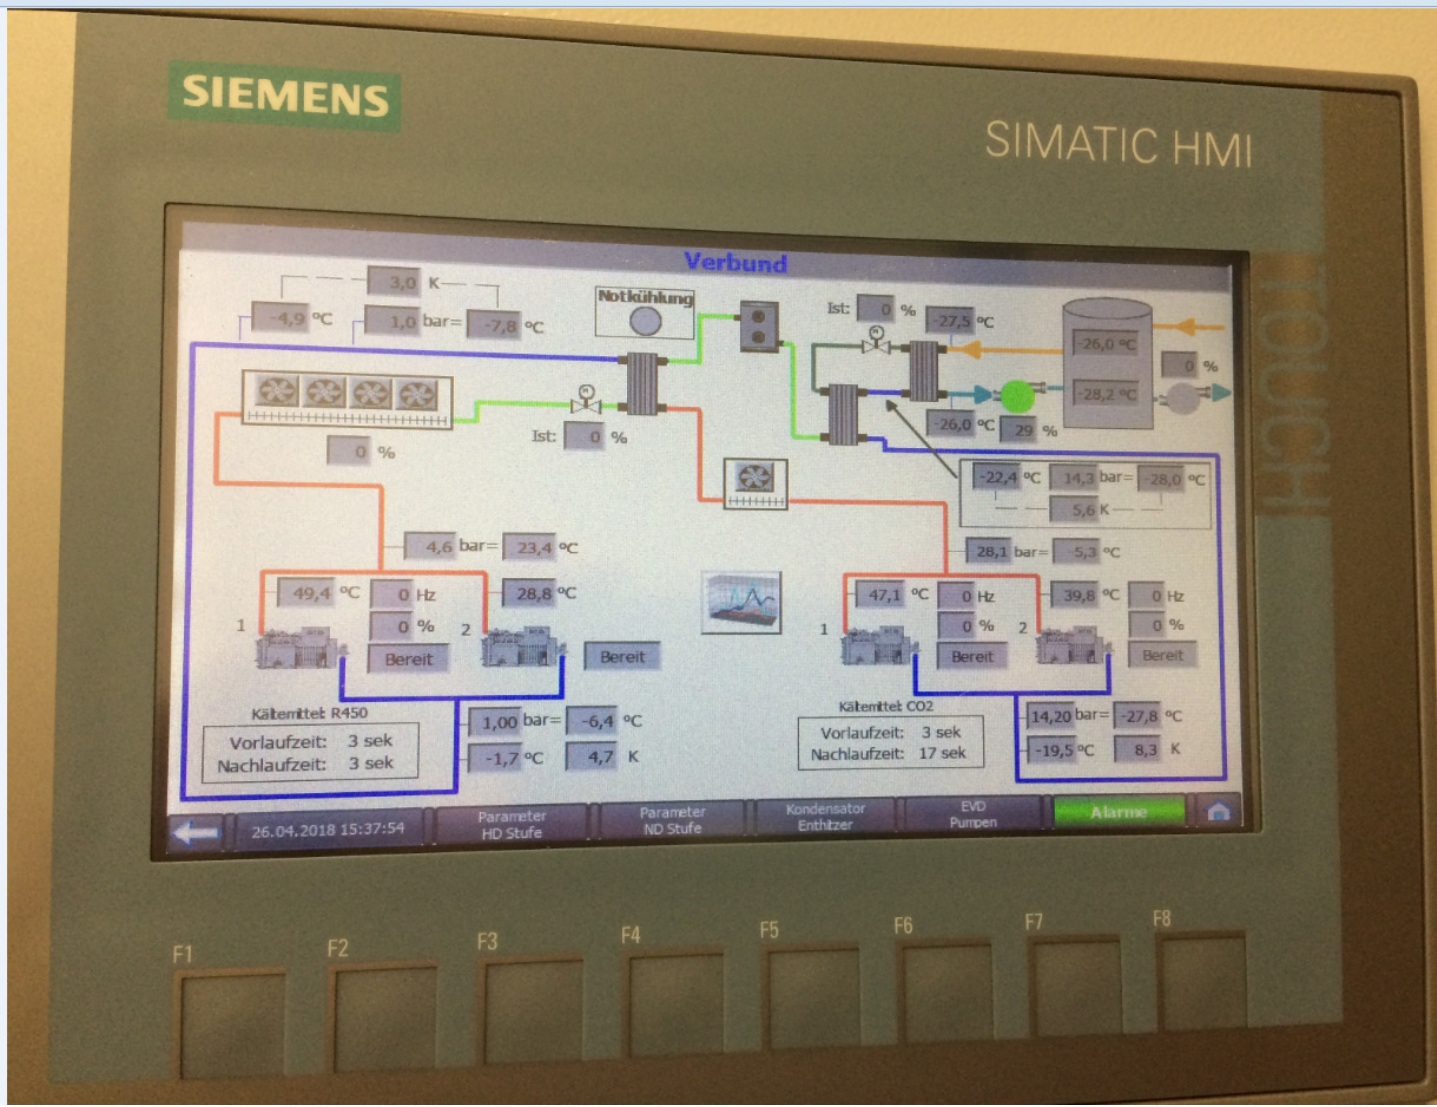 SIEMENS
SIMATIC HMI
TOUCH
Verbund
3,0 K
-4,9 °C
1,0 bar= -7,8 °C
Notkühlung
Ist: 0 %
-27,5 °C
-26,0 °C
0 %
-28,2 °C
-26,0 °C 29 %
0 %
Ist: 0 %
-22,4 °C 14,3 bar= -28,0 °C
5,6 K
4,6 bar= 23,4 °C
28,1 bar= -5,3 °C
49,4 °C 0 Hz
28,8 °C
47,1 °C 0 Hz
39,8 °C 0 Hz
1
0 %
2
1
0 %
2
0 %
Bereit
Bereit
Bereit
Bereit
Kältemittel: R450
Vorlaufzeit: 3 sek
Nachlaufzeit: 3 sek
1,00 bar= -6,4 °C
-1,7 °C 4,7 K
Kältemittel: CO2
Vorlaufzeit: 3 sek
Nachlaufzeit: 17 sek
14,20 bar= -27,8 °C
-19,5 °C 8,3 K
26.04.2018 15:37:54
Parameter
HD Stufe
Parameter
ND Stufe
Kondensator
Enthitzer
EVD
Pumpen
Alarme
F1 F2 F3 F4 F5 F6 F7 F8